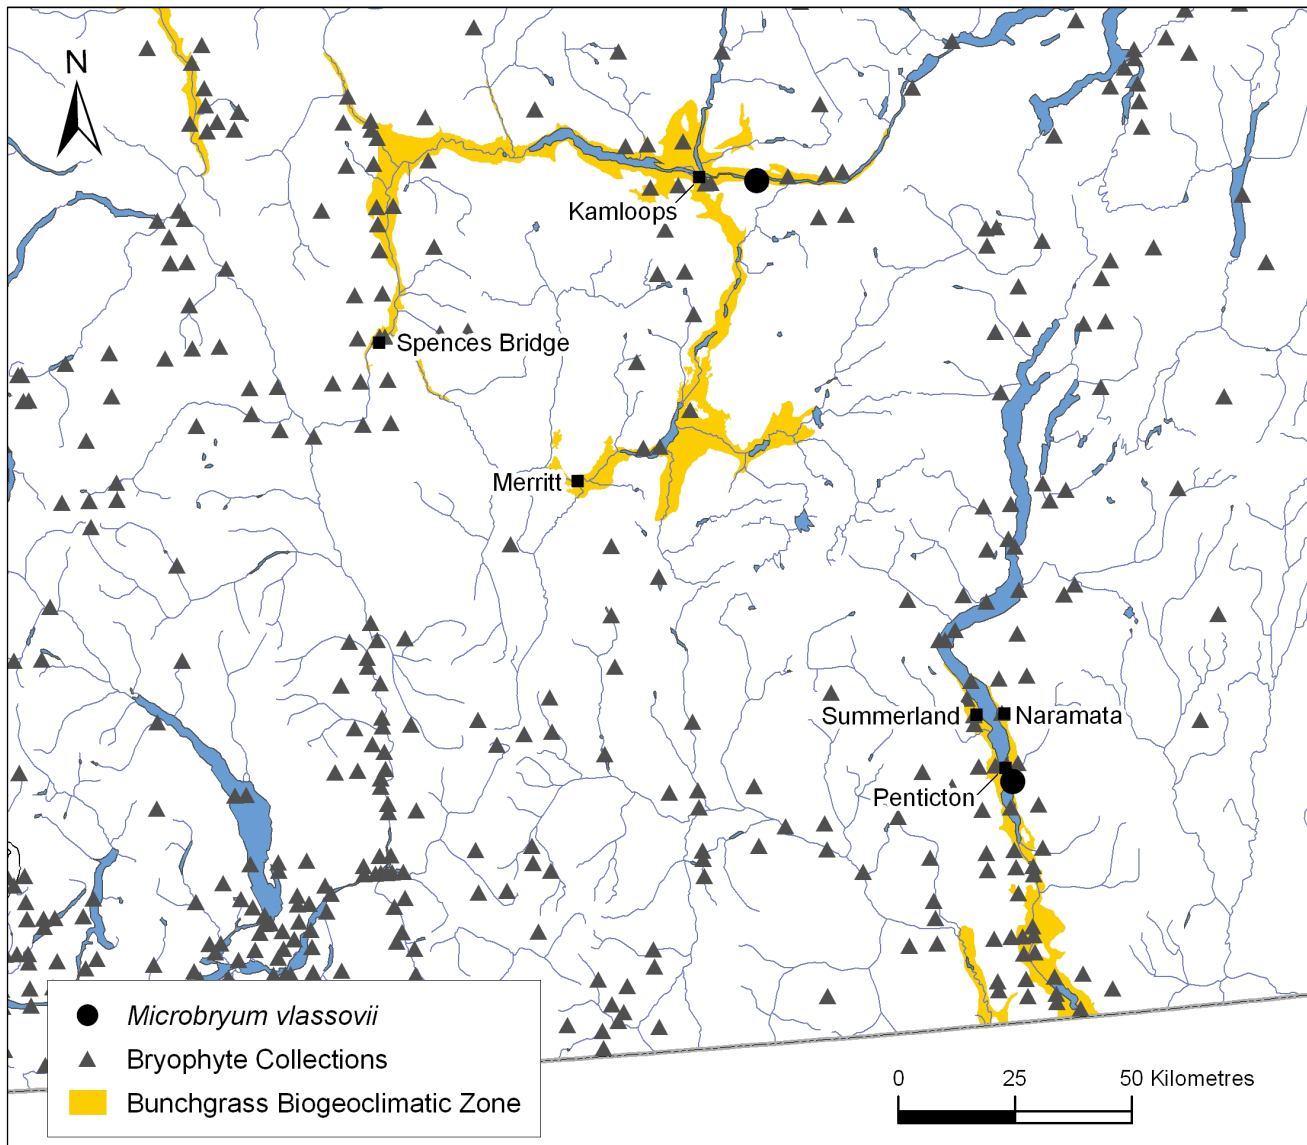 N
Kamloops
Spences Bridge
Merritt
Summerland
Naramata
Penticton
Microbryum vlassovii
Bryophyte Collections
Bunchgrass Biogeoclimatic Zone
0 25 50 Kilometres